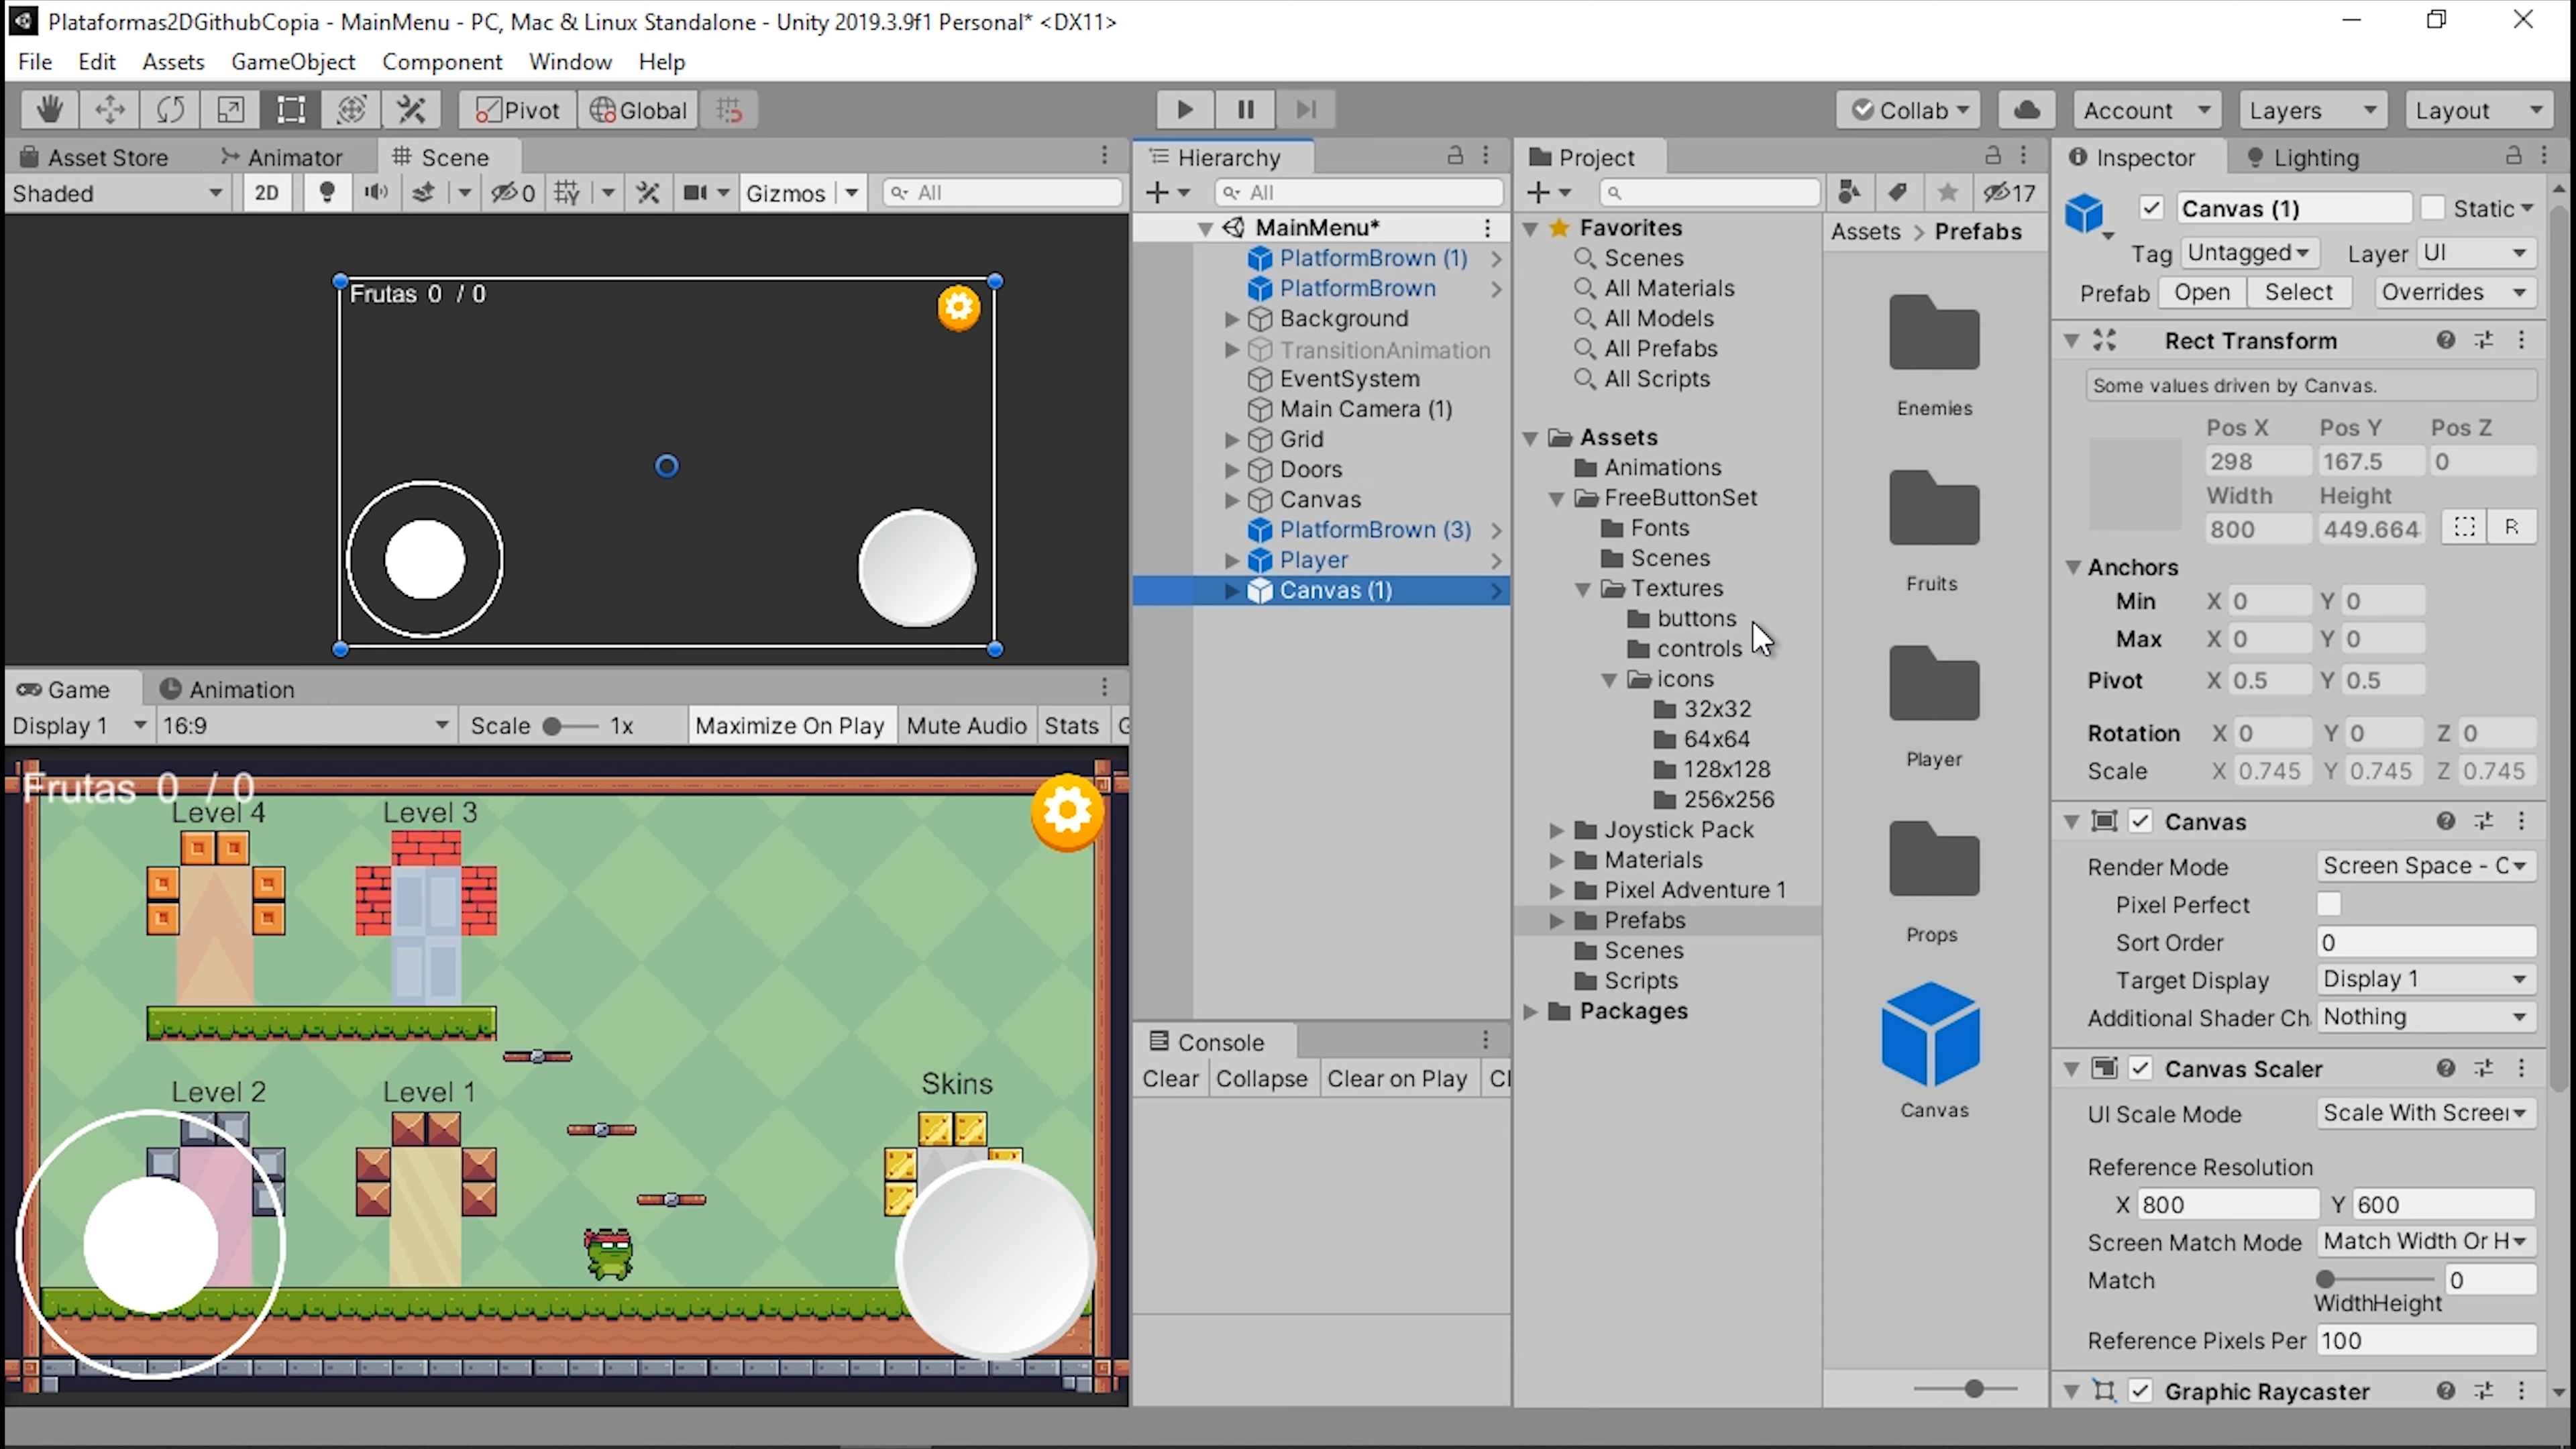 Plataformas2DGithubCopia - MainMenu - PC, Mac & Linux Standalone - Unity 2019.3.9f1 Personal* <DX11>
File Edit Assets GameObject Component Window Help
Pivot Global Collab Account Layers Layout
Asset Store Animator Scene
Shaded 2D 0 Gizmos All
Frutas 0 / 0
Game Animation
Display 1 16:9 Scale 1x Maximize On Play Mute Audio Stats G
Frutas 0 / 0
Level 4 Level 3
Level 2 Level 1 Skins
Hierarchy
All
MainMenu*
PlatformBrown (1)
PlatformBrown
Background
TransitionAnimation
EventSystem
Main Camera (1)
Grid
Doors
Canvas
PlatformBrown (3)
Player
Canvas (1)
Console
Clear Collapse Clear on Play Cl
Project
17
Favorites
Scenes
All Materials
All Models
All Prefabs
All Scripts
Assets
Animations
FreeButtonSet
Fonts
Scenes
Textures
buttons
controls
icons
32x32
64x64
128x128
256x256
Joystick Pack
Materials
Pixel Adventure 1
Prefabs
Scenes
Scripts
Packages
Assets > Prefabs
Enemies
Fruits
Player
Props
Canvas
Inspector Lighting
Canvas (1) Static
Tag Untagged Layer UI
Prefab Open Select Overrides
Rect Transform
Some values driven by Canvas.
Pos X Pos Y Pos Z
298 167.5 0
Width Height
800 449.664 R
Anchors
Min X 0 Y 0
Max X 0 Y 0
Pivot X 0.5 Y 0.5
Rotation X 0 Y 0 Z 0
Scale X 0.745 Y 0.745 Z 0.745
Canvas
Render Mode Screen Space - C
Pixel Perfect
Sort Order 0
Target Display Display 1
Additional Shader Ch Nothing
Canvas Scaler
UI Scale Mode Scale With Screen
Reference Resolution
X 800 Y 600
Screen Match Mode Match Width Or H
Match 0
Width Height
Reference Pixels Per 100
Graphic Raycaster